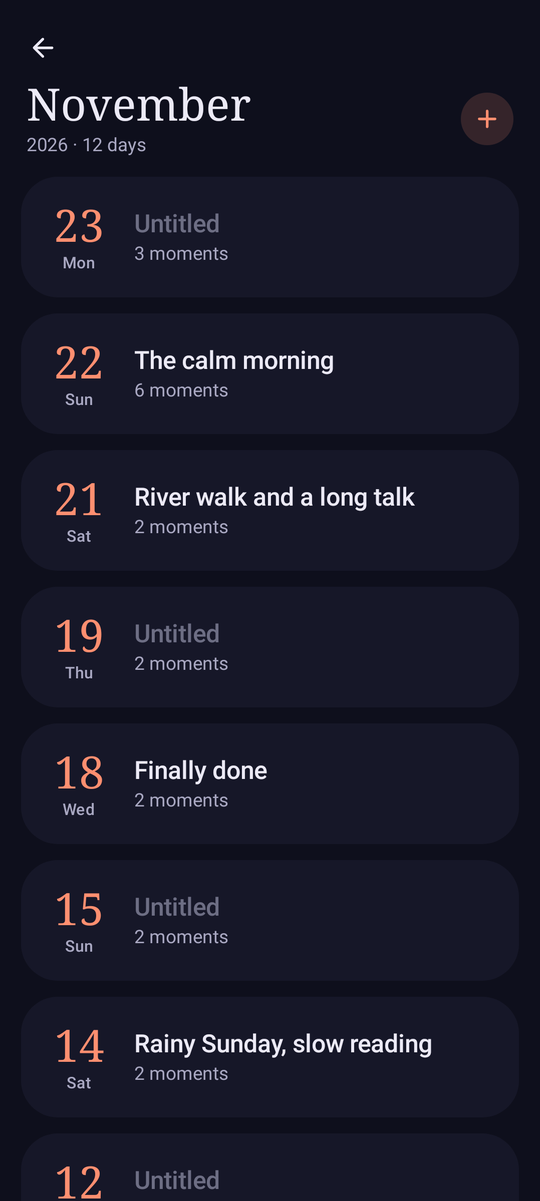 November
2026 · 12 days
23
Mon
Untitled
3 moments
22
Sun
The calm morning
6 moments
21
Sat
River walk and a long talk
2 moments
19
Thu
Untitled
2 moments
18
Wed
Finally done
2 moments
15
Sun
Untitled
2 moments
14
Sat
Rainy Sunday, slow reading
2 moments
12
Untitled